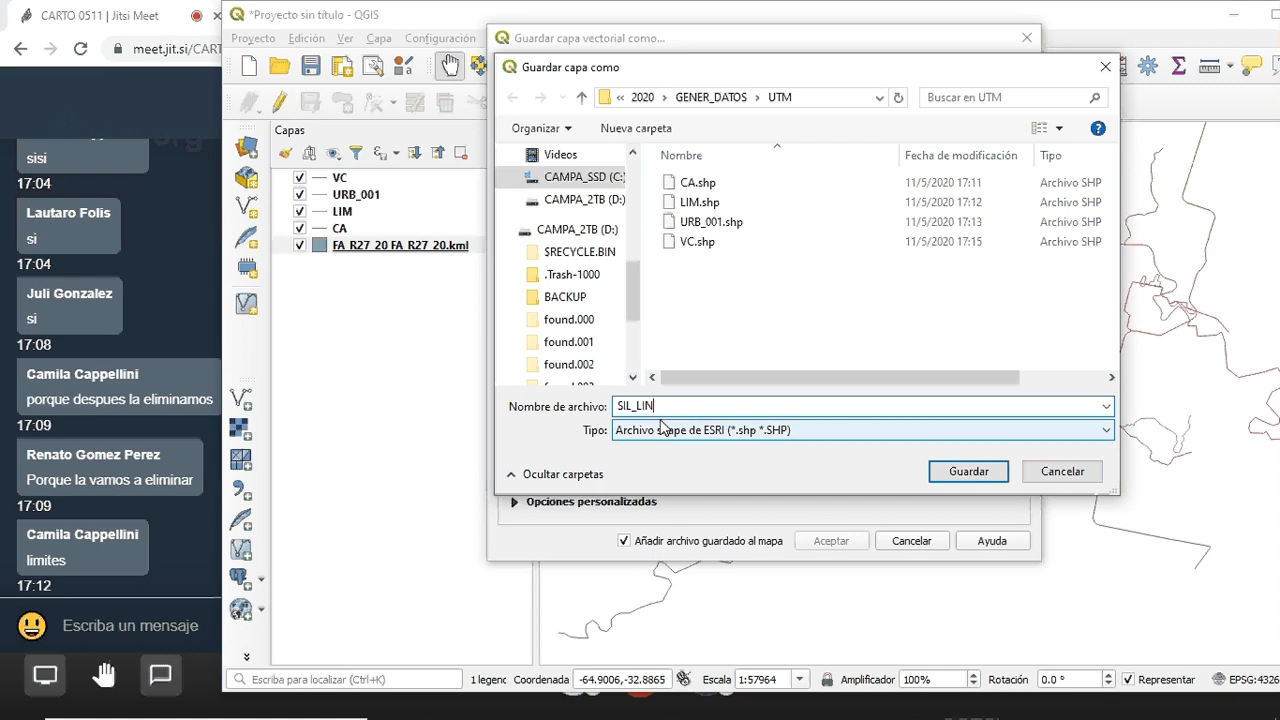 CARTO 0511 | Jitsi Meet
meet.jit.si/CART
sisi
17:04
Lautaro Folis
si
17:04
Juli Gonzalez
si
17:08
Camila Cappellini
porque despues la eliminamos
17:09
Renato Gomez Perez
Porque la vamos a eliminar
17:09
Camila Cappellini
limites
17:12
Escriba un mensaje
*Proyecto sin título - QGIS
Proyecto Edición Ver Capa Configuración
Capas
VC
URB_001
LIM
CA
FA_R27_20 FA_R27_20.kml
Guardar capa vectorial como...
Guardar capa como
« 2020 › GENER_DATOS › UTM
Buscar en UTM
Organizar Nueva carpeta
Videos
CAMPA_SSD (C:)
CAMPA_2TB (D:)
CAMPA_2TB (D:)
$RECYCLE.BIN
.Trash-1000
BACKUP
found.000
found.001
found.002
Nombre Fecha de modificación Tipo
CA.shp 11/5/2020 17:11 Archivo SHP
LIM.shp 11/5/2020 17:12 Archivo SHP
URB_001.shp 11/5/2020 17:13 Archivo SHP
VC.shp 11/5/2020 17:15 Archivo SHP
Nombre de archivo: SIL_LIN
Tipo: Archivo shape de ESRI (*.shp *.SHP)
Ocultar carpetas
Guardar Cancelar
Opciones personalizadas
Añadir archivo guardado al mapa
Aceptar Cancelar Ayuda
Escriba para localizar (Ctrl+K) 1 legend Coordenada -64.9006,-32.8865 Escala 1:57964 Amplificador 100% Rotación 0.0 ° Representar EPSG:4326